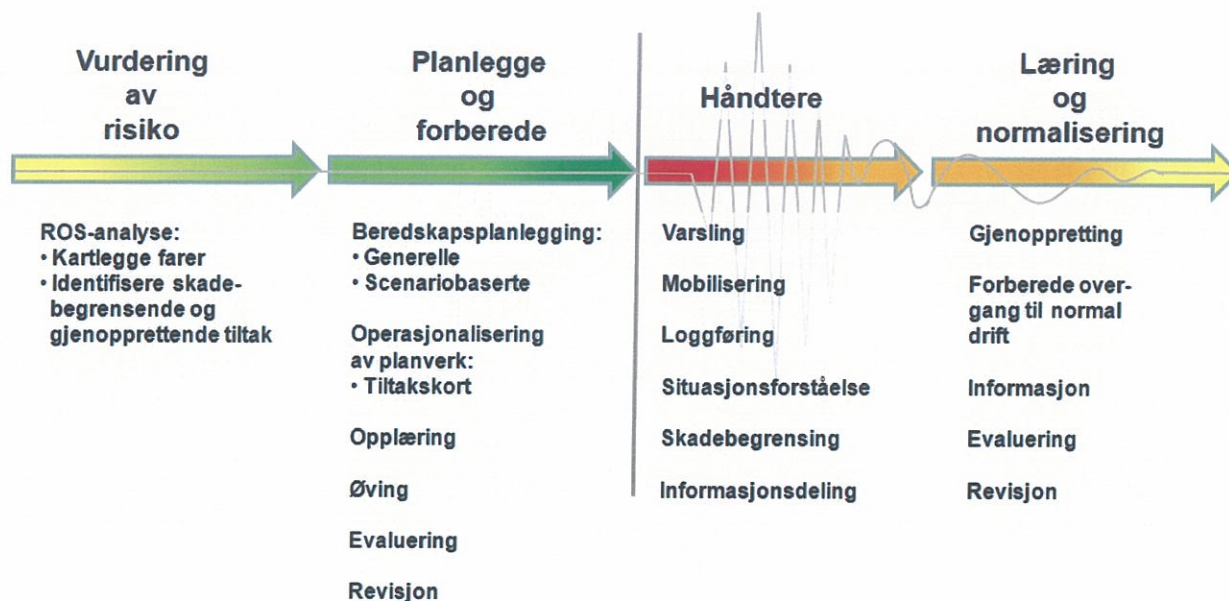 Vurdering
av
risiko
ROS-analyse:
• Kartlegge farer
• Identifisere skade-
begrensende og
gjenopprettende tiltak
Planlegge
og
forberede
Beredskapsplanlegging:
• Generelle
• Scenariobaserte
Operasjonalisering
av planverk:
• Tiltakskort
Opplæring
Øving
Evaluering
Revisjon
Håndtere
Varsling
Mobilisering
Loggføring
Situasjonsforståelse
Skadebegrensing
Informasjonsdeling
Læring
og
normalisering
Gjenoppretting
Forberede over-
gang til normal
drift
Informasjon
Evaluering
Revisjon